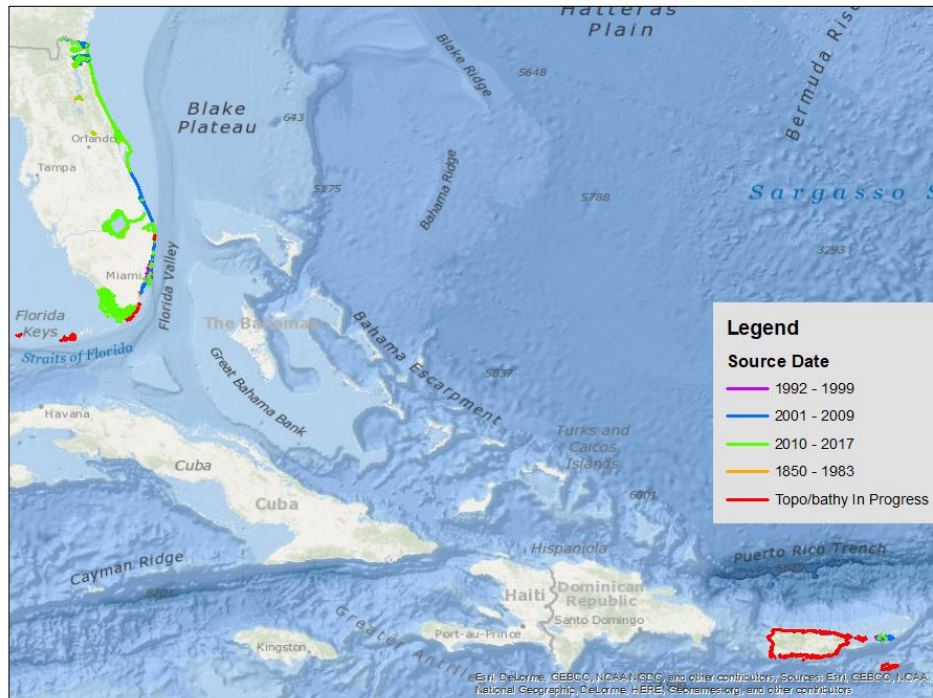 Hatteras
Plain
Blake Ridge
5648
Bermuda Rise
Blake
Plateau
643
Orlando
Tampa
5175
Bahama Ridge
5788
Sargasso S
3293
Miami
Florida Valley
Florida
Keys
Straits of Florida
The Bahamas
Great Bahama Bank
Bahama Escarpment
5837
Legend
Source Date
1992 - 1999
2001 - 2009
2010 - 2017
1850 - 1983
Topo/bathy In Progress
Havana
Cuba
Cuba
Turks and
Caicos
Islands
6001
Cayman Ridge
Hispaniola
Puerto Rico Trench
Haiti
Dominican
Republic
Santo Domingo
Port-au-Prince
Kingston
Greater Antill
Esri, DeLorme, GEBCO, NOAA NGDC, and other contributors, Sources: Esri, GEBCO, NOAA,
National Geographic, DeLorme, HERE, Geonames.org, and other contributors